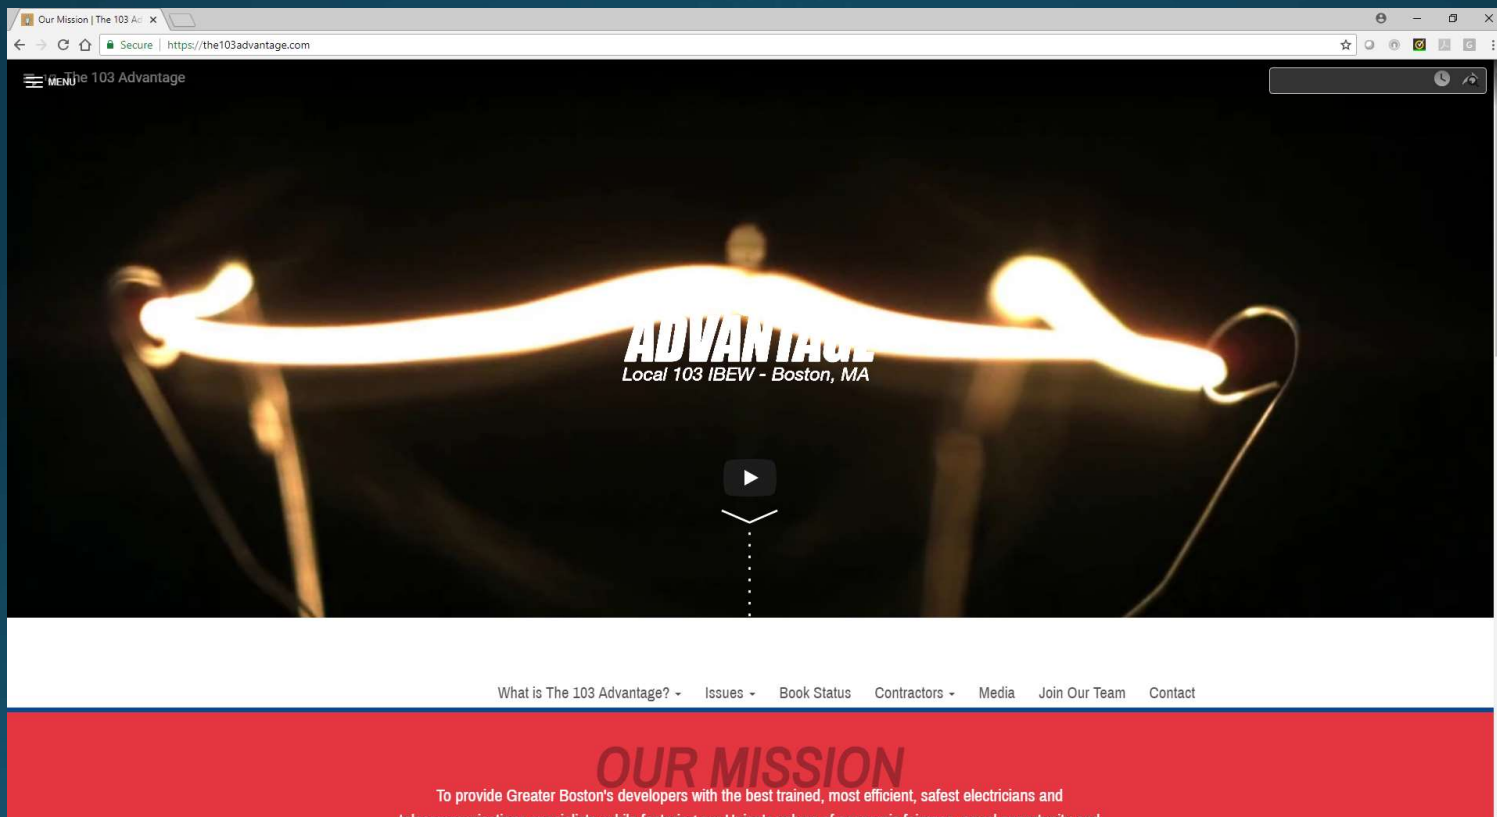 Our Mission | The 103 Ad
Secure https://the103advantage.com
MENU
The 103 Advantage
ADVANTAGE
Local 103 IBEW - Boston, MA
What is The 103 Advantage? Issues Book Status Contractors Media Join Our Team Contact
OUR MISSION
To provide Greater Boston's developers with the best trained, most efficient, safest electricians and